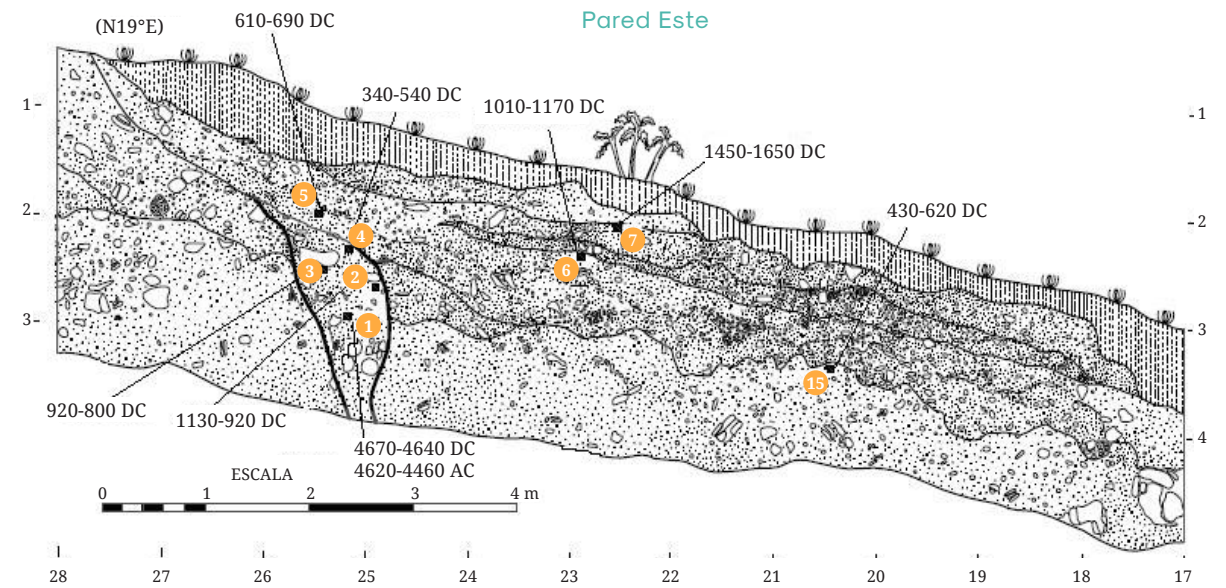 Pared Este
(N19°E)
610-690 DC
340-540 DC
1010-1170 DC
1450-1650 DC
430-620 DC
1-
2-
3-
-1
-2
-3
-4
5
4
3
2
1
6
7
15
920-800 DC
1130-920 DC
4670-4640 DC
4620-4460 AC
ESCALA
0 1 2 3 4 m
28 27 26 25 24 23 22 21 20 19 18 17